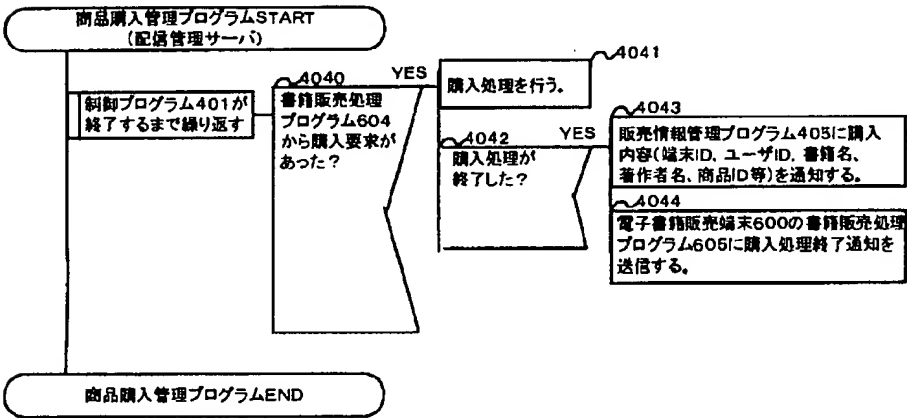 商品購入管理プログラムSTART
(配信管理サーバ)
制御プログラム401が
終了するまで繰り返す
4040
YES
書籍販売処理
プログラム604
から購入要求が
あった?
4041
購入処理を行う。
4042
YES
購入処理が
終了した?
4043
販売情報管理プログラム405に購入
内容(端末ID、ユーザID、書籍名、
著作者名、商品ID等)を通知する。
4044
電子書籍販売端末600の書籍販売処理
プログラム605に購入処理終了通知を
送信する。
商品購入管理プログラムEND